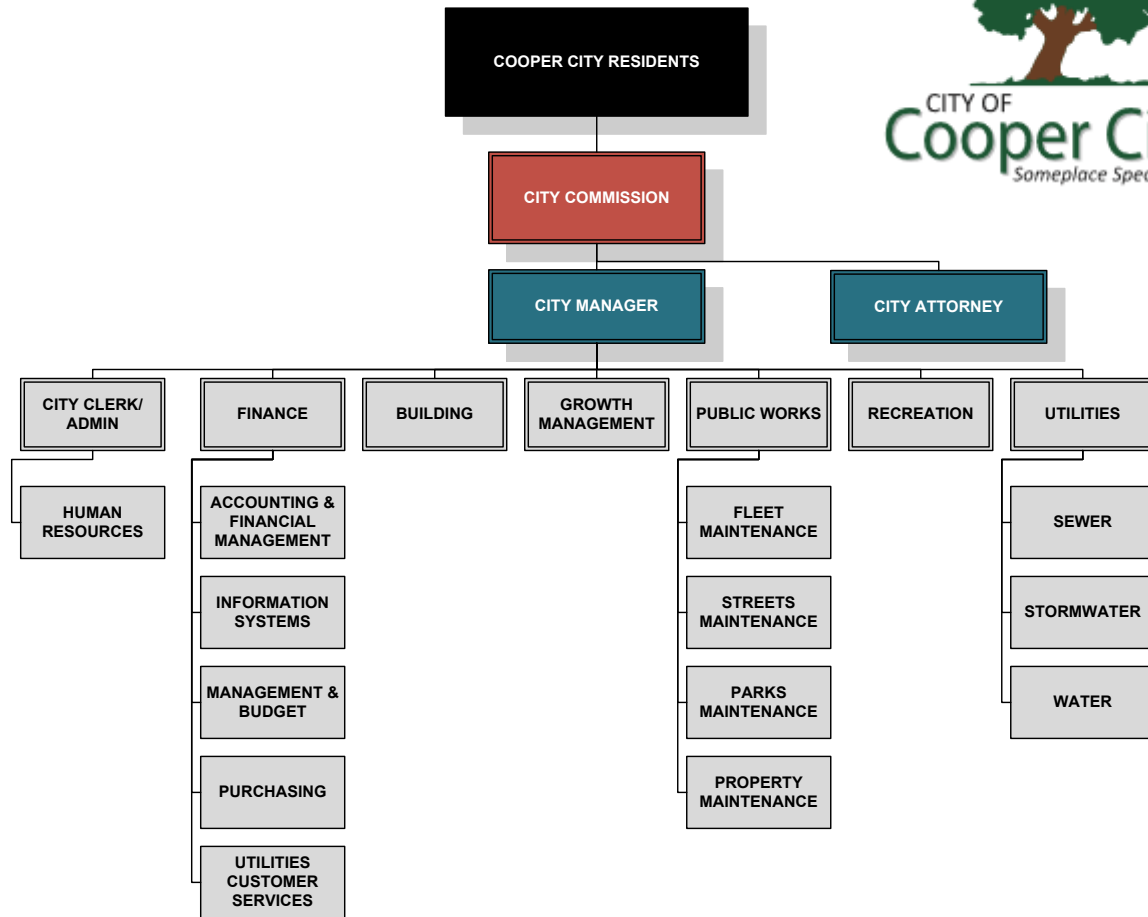 COOPER CITY RESIDENTS
CITY OF
Cooper Ci
Someplace Spec
CITY COMMISSION
CITY MANAGER
CITY ATTORNEY
CITY CLERK/
ADMIN
FINANCE
BUILDING
GROWTH
MANAGEMENT
PUBLIC WORKS
RECREATION
UTILITIES
HUMAN
RESOURCES
ACCOUNTING &
FINANCIAL
MANAGEMENT
INFORMATION
SYSTEMS
MANAGEMENT &
BUDGET
PURCHASING
UTILITIES
CUSTOMER
SERVICES
FLEET
MAINTENANCE
STREETS
MAINTENANCE
PARKS
MAINTENANCE
PROPERTY
MAINTENANCE
SEWER
STORMWATER
WATER